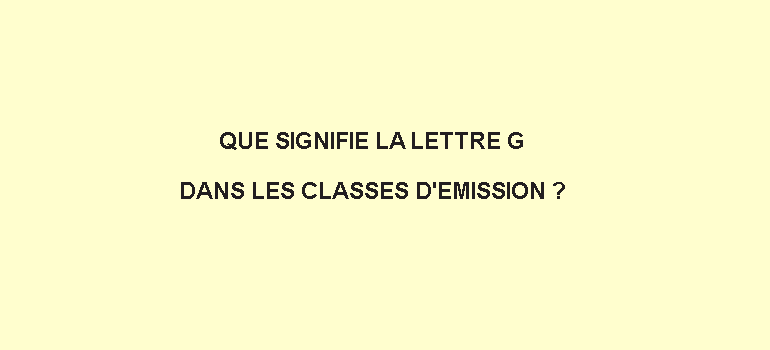 QUE SIGNIFIE LA LETTRE G
DANS LES CLASSES D'EMISSION ?